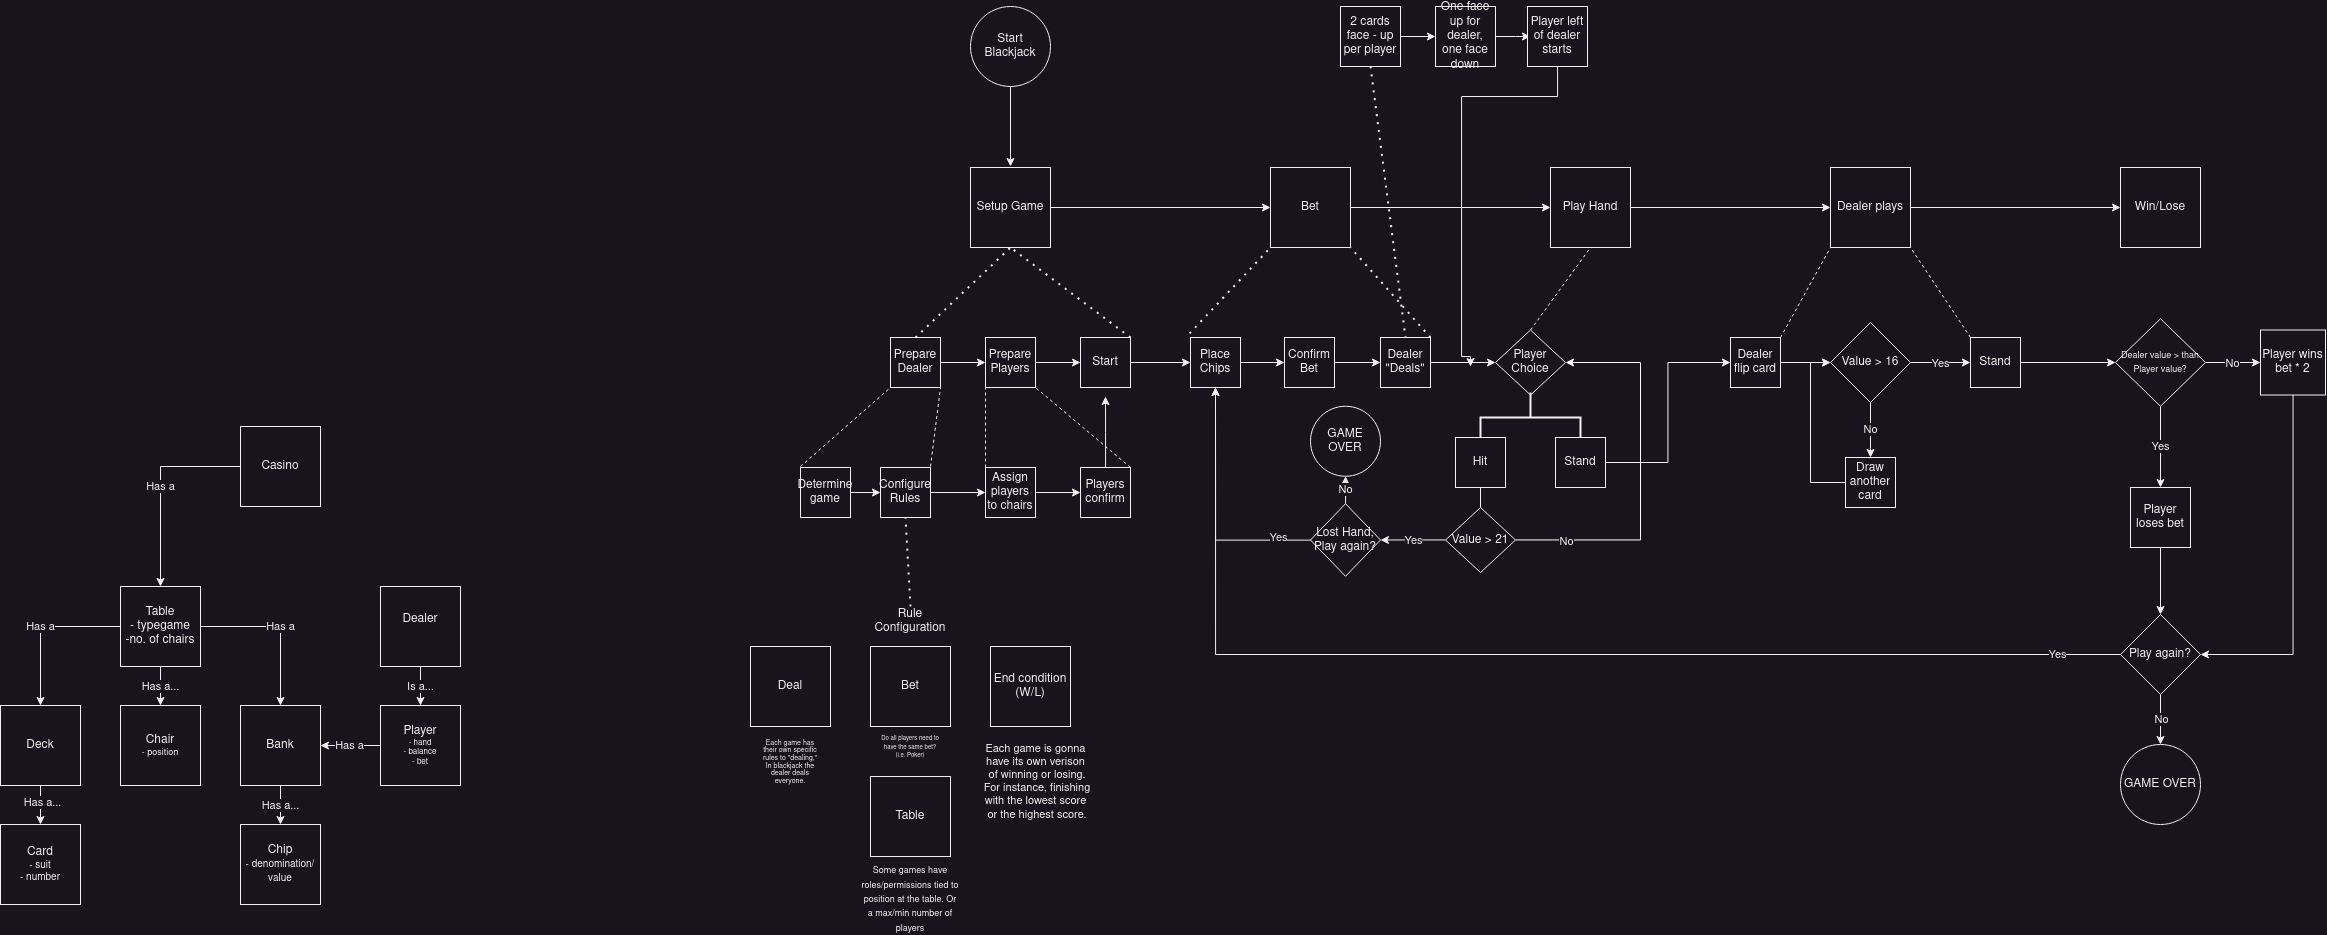 Start
Blackjack
2 cards
face - up
per player
One face
up for
dealer,
one face
down
Player left
of dealer
starts
Setup Game
Bet
Play Hand
Dealer plays
Win/Lose
Prepare
Dealer
Prepare
Players
Start
Place
Chips
Confirm
Bet
Dealer
"Deals"
Player
Choice
Dealer
flip card
Value > 16
Yes
Stand
Dealer value > than
Player value?
No
Player wins
bet * 2
GAME
OVER
No
Hit
Stand
No
Draw
another
card
Yes
Player
loses bet
Casino
Has a
Determine
game
Configure
Rules
Assign
players
to chairs
Players
confirm
Yes
Lost Hand,
Play again?
Yes
Value > 21
No
Table
- typegame
-no. of chairs
Has a
Has a
Dealer
Has a...
Is a...
Rule
Configuration
Deal
Bet
End condition
(W/L)
Yes
Play again?
No
GAME OVER
Deck
Chair
- position
Bank
Has a
Player
- hand
- balance
- bet
Each game has
their own specific
rules to "dealing,"
In blackjack the
dealer deals
everyone.
Do all players need to
have the same bet?
(i.e. Poker)
Each game is gonna
have its own verison
of winning or losing.
For instance, finishing
with the lowest score
or the highest score.
Has a...
Has a...
Card
- suit
- number
Chip
- denomination/
value
Table
Some games have
roles/permissions tied to
position at the table. Or
a max/min number of
players